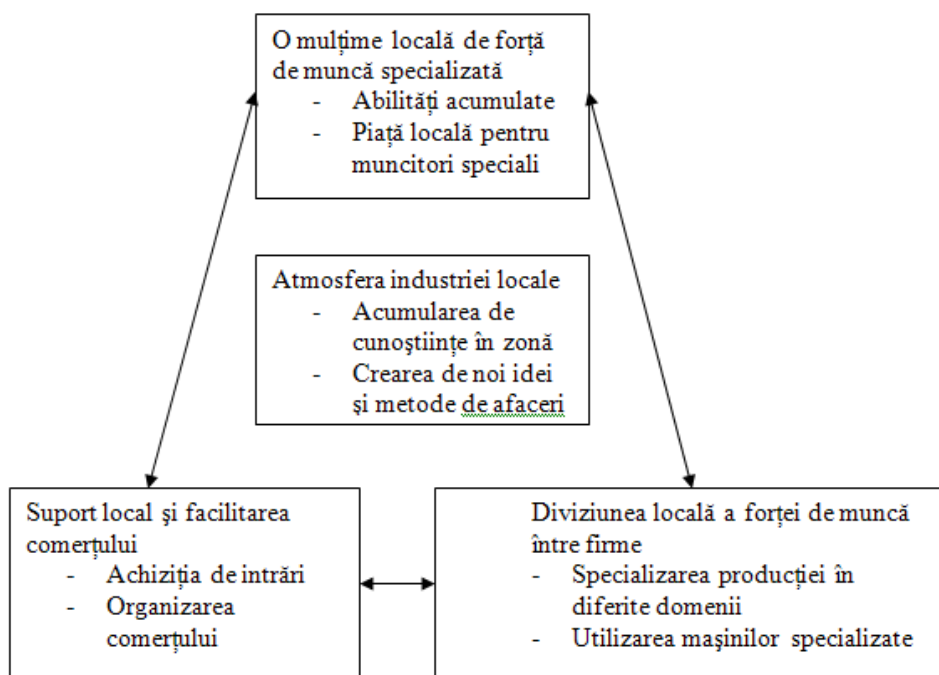 O mulțime locală de forță
de muncă specializată
- Abilități acumulate
- Piață locală pentru
muncitori speciali
Atmosfera industriei locale
- Acumularea de
cunoştiințe în zonă
- Crearea de noi idei
şi metode de afaceri
Suport local şi facilitarea
comerțului
- Achiziția de intrări
- Organizarea
comerțului
Diviziunea locală a forței de muncă
între firme
- Specializarea producției în
diferite domenii
- Utilizarea maşinilor specializate